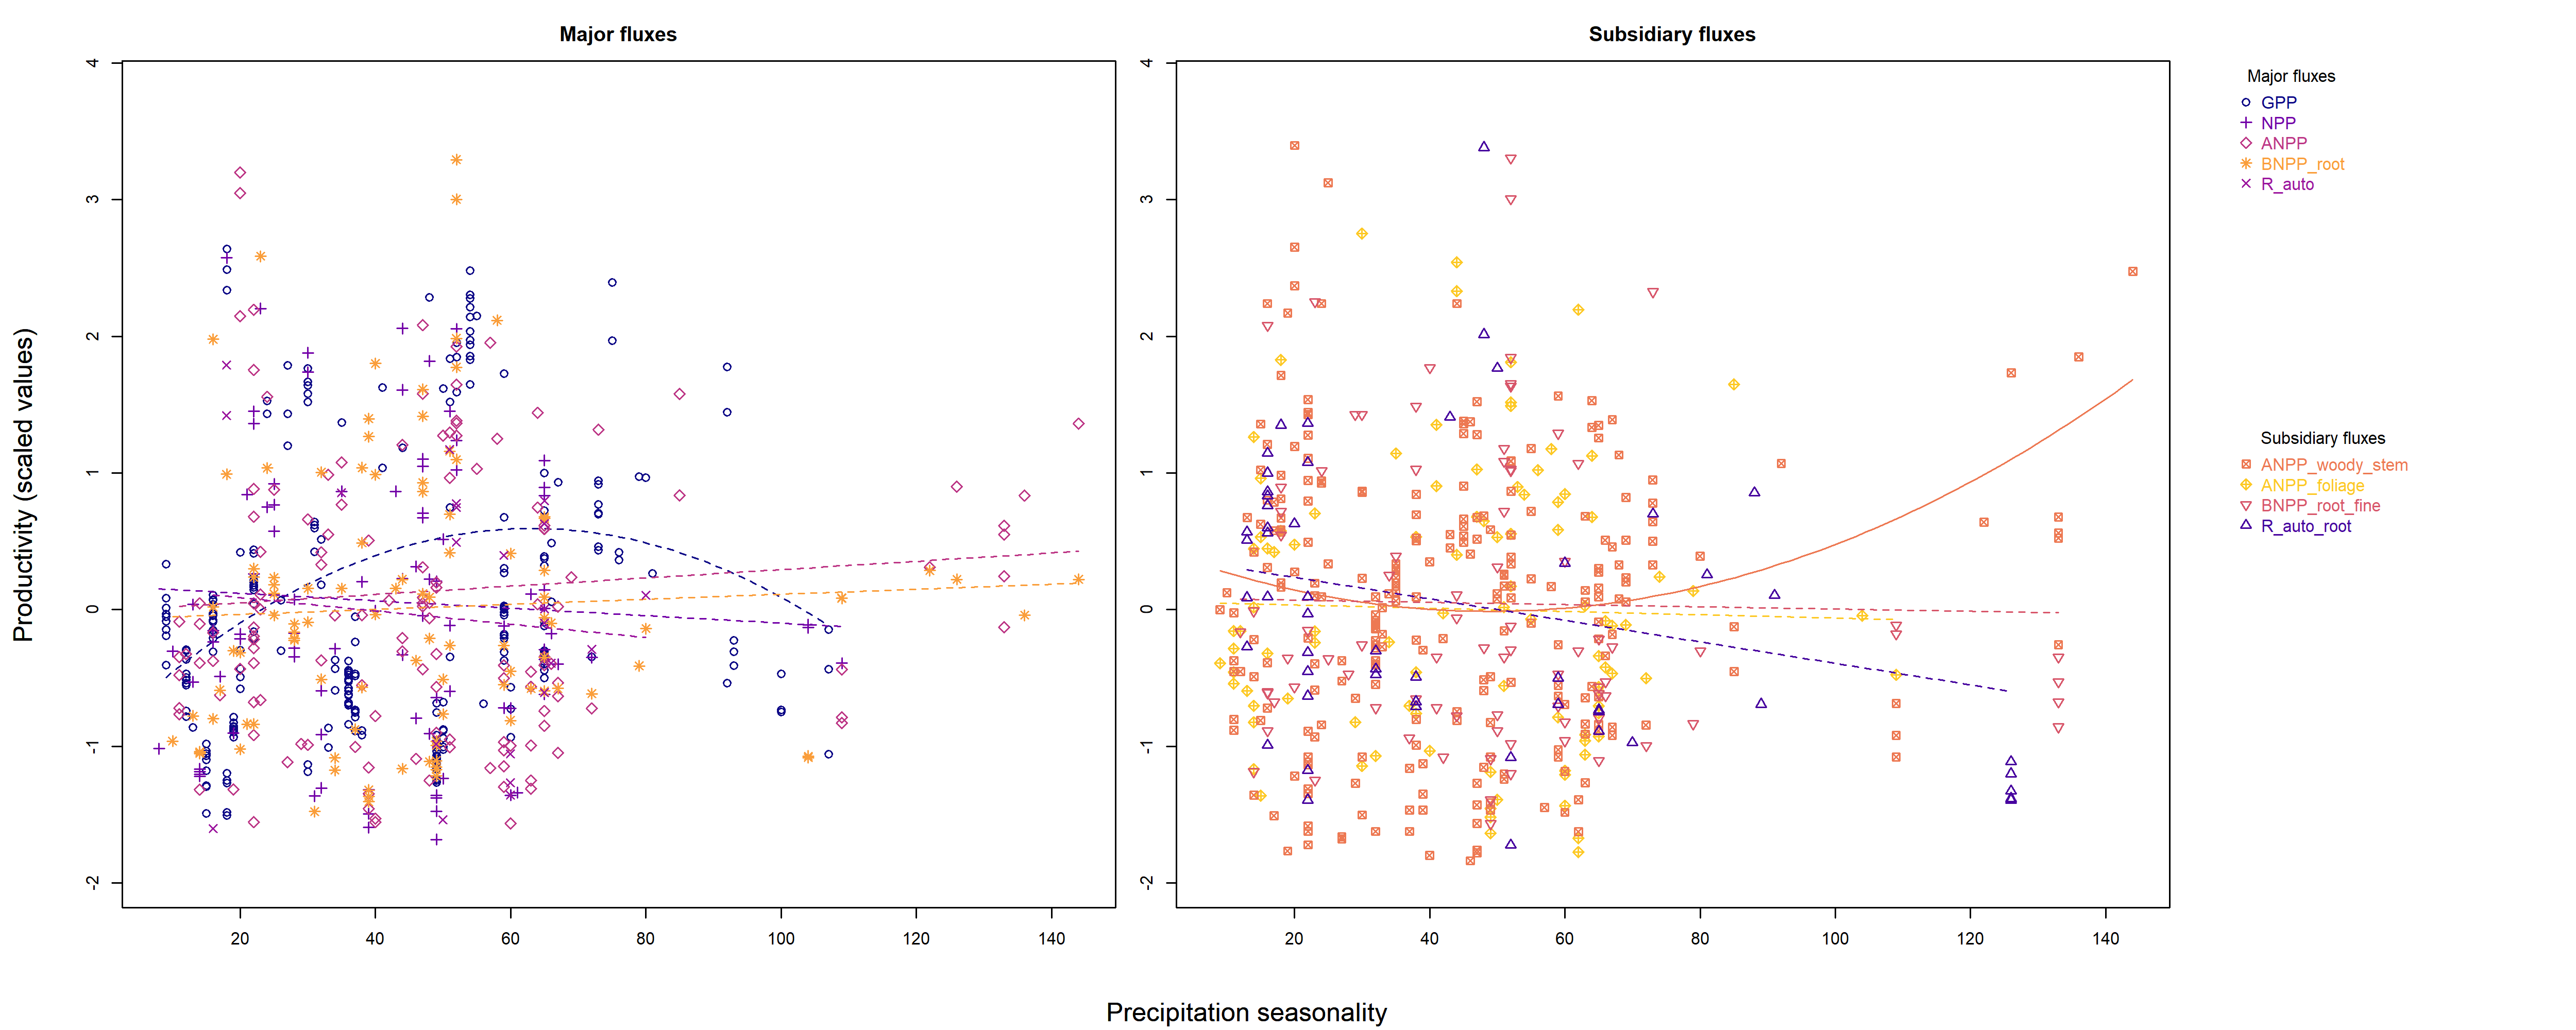 Major fluxes
Subsidiary fluxes
Productivity (scaled values)
4
3
2
1
0
-1
-2
20 40 60 80 100 120 140
4
3
2
1
0
-1
-2
20 40 60 80 100 120 140
Precipitation seasonality
Major fluxes
GPP
NPP
ANPP
BNPP_root
R_auto
Subsidiary fluxes
ANPP_woody_stem
ANPP_foliage
BNPP_root_fine
R_auto_root